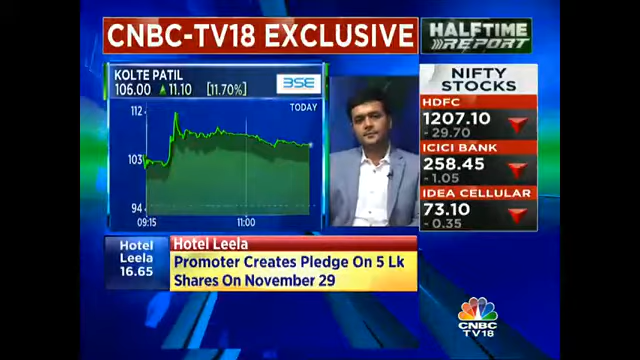 CNBC-TV18 EXCLUSIVE
HALFTIME
REPORT
KOLTE PATIL
106.00 ▲ 11.10 [11.70%]
BSE
TODAY
112
103
94
09:15 11:00
NIFTY
STOCKS
HDFC
1207.10
- 29.70
ICICI BANK
258.45
- 1.05
IDEA CELLULAR
73.10
- 0.35
Hotel
Leela
16.65
Hotel Leela
Promoter Creates Pledge On 5 Lk
Shares On November 29
CNBC
TV18